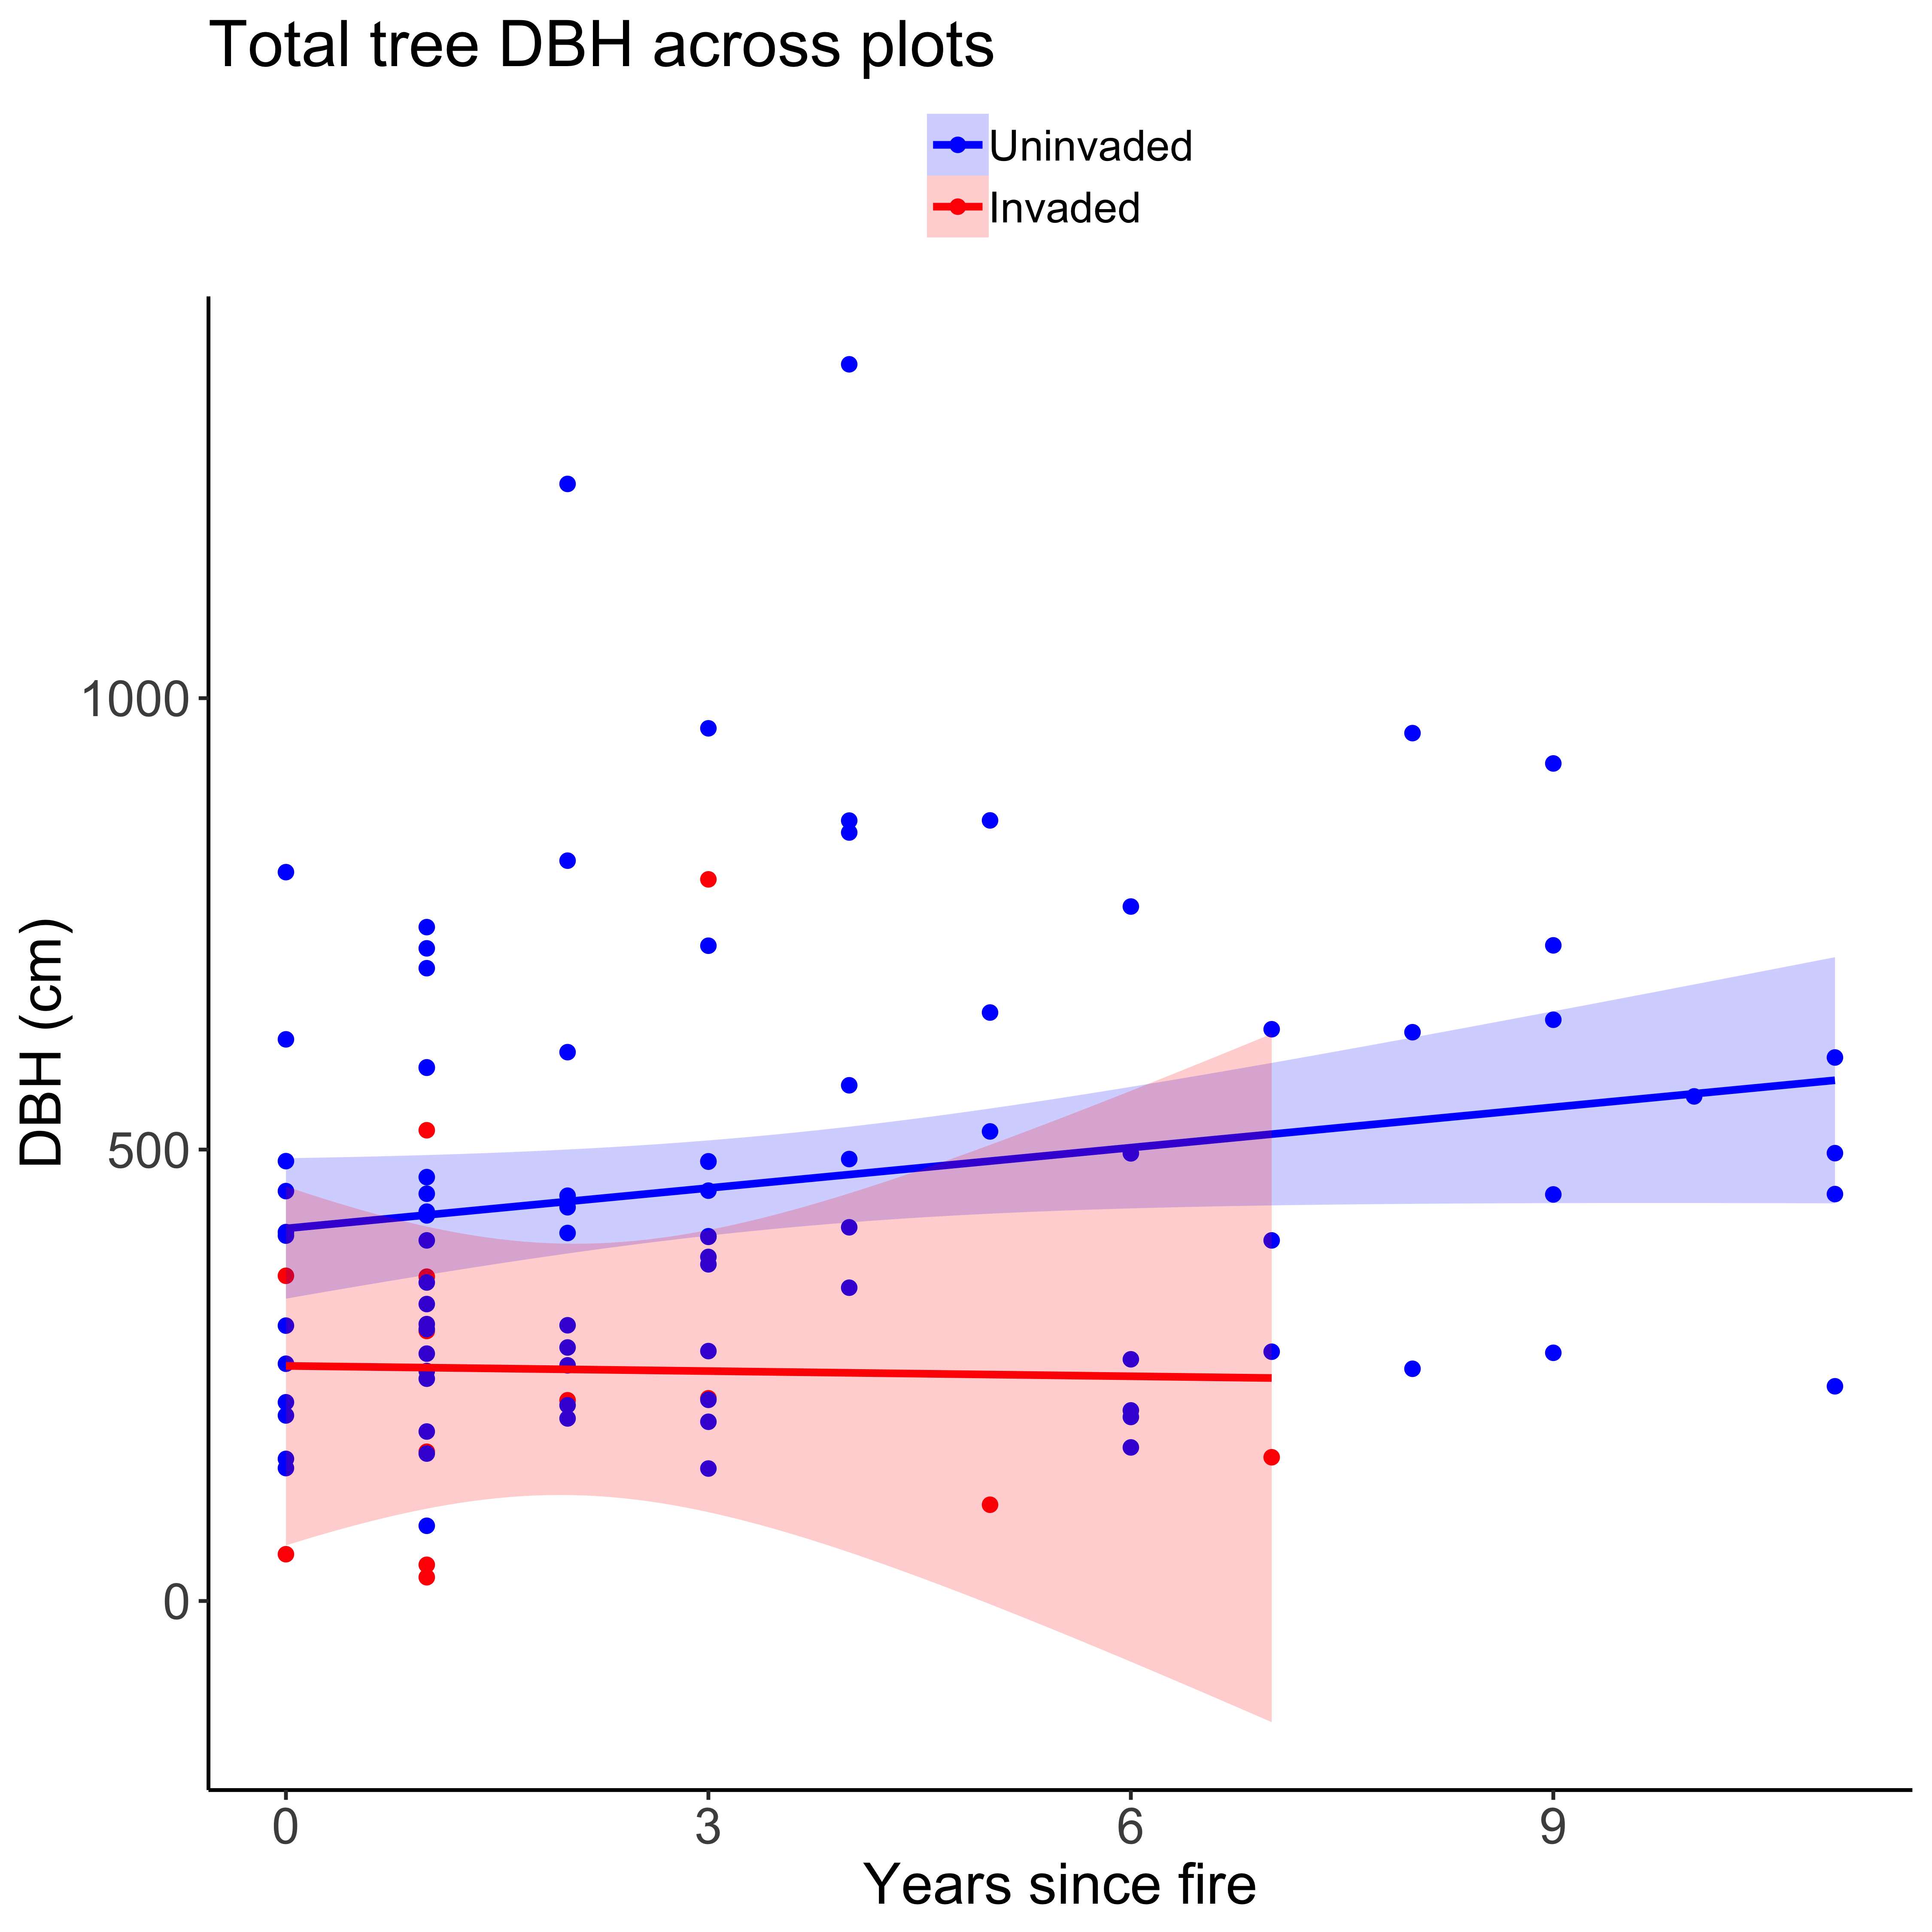 Total tree DBH across plots
Uninvaded
Invaded
1000
500
0
DBH (cm)
0 3 6 9
Years since fire